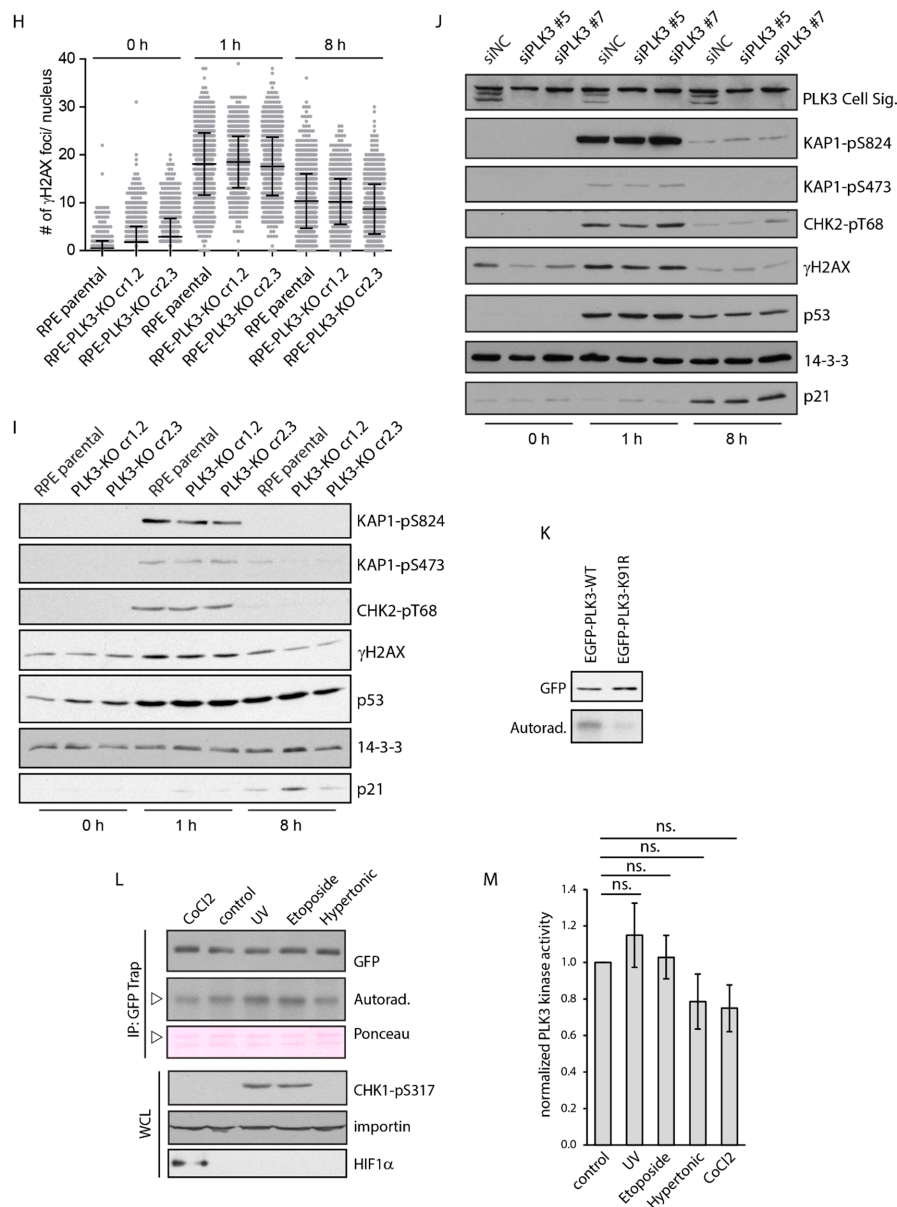 H
0 h
1 h
8 h
# of γH2AX foci/ nucleus
40
30
20
10
0
RPE parental
RPE-PLK3-KO cr1.2
RPE-PLK3-KO cr2.3
RPE parental
RPE-PLK3-KO cr1.2
RPE-PLK3-KO cr2.3
RPE parental
RPE-PLK3-KO cr1.2
RPE-PLK3-KO cr2.3
J
siNC
siPLK3 #5
siPLK3 #7
siNC
siPLK3 #5
siPLK3 #7
siNC
siPLK3 #5
siPLK3 #7
PLK3 Cell Sig.
KAP1-pS824
KAP1-pS473
CHK2-pT68
γH2AX
p53
14-3-3
p21
0 h
1 h
8 h
I
RPE parental
PLK3-KO cr1.2
PLK3-KO cr2.3
RPE parental
PLK3-KO cr1.2
PLK3-KO cr2.3
RPE parental
PLK3-KO cr1.2
PLK3-KO cr2.3
KAP1-pS824
KAP1-pS473
CHK2-pT68
γH2AX
p53
14-3-3
p21
0 h
1 h
8 h
K
EGFP-PLK3-WT
EGFP-PLK3-K91R
GFP
Autorad.
L
CoCl2
control
UV
Etoposide
Hypertonic
IP: GFP Trap
GFP
Autorad.
Ponceau
WCL
CHK1-pS317
importin
HIF1α
M
ns.
ns.
ns.
ns.
normalized PLK3 kinase activity
1.4
1.2
1.0
0.8
0.6
0.4
0.2
0.0
control
UV
Etoposide
Hypertonic
CoCl2